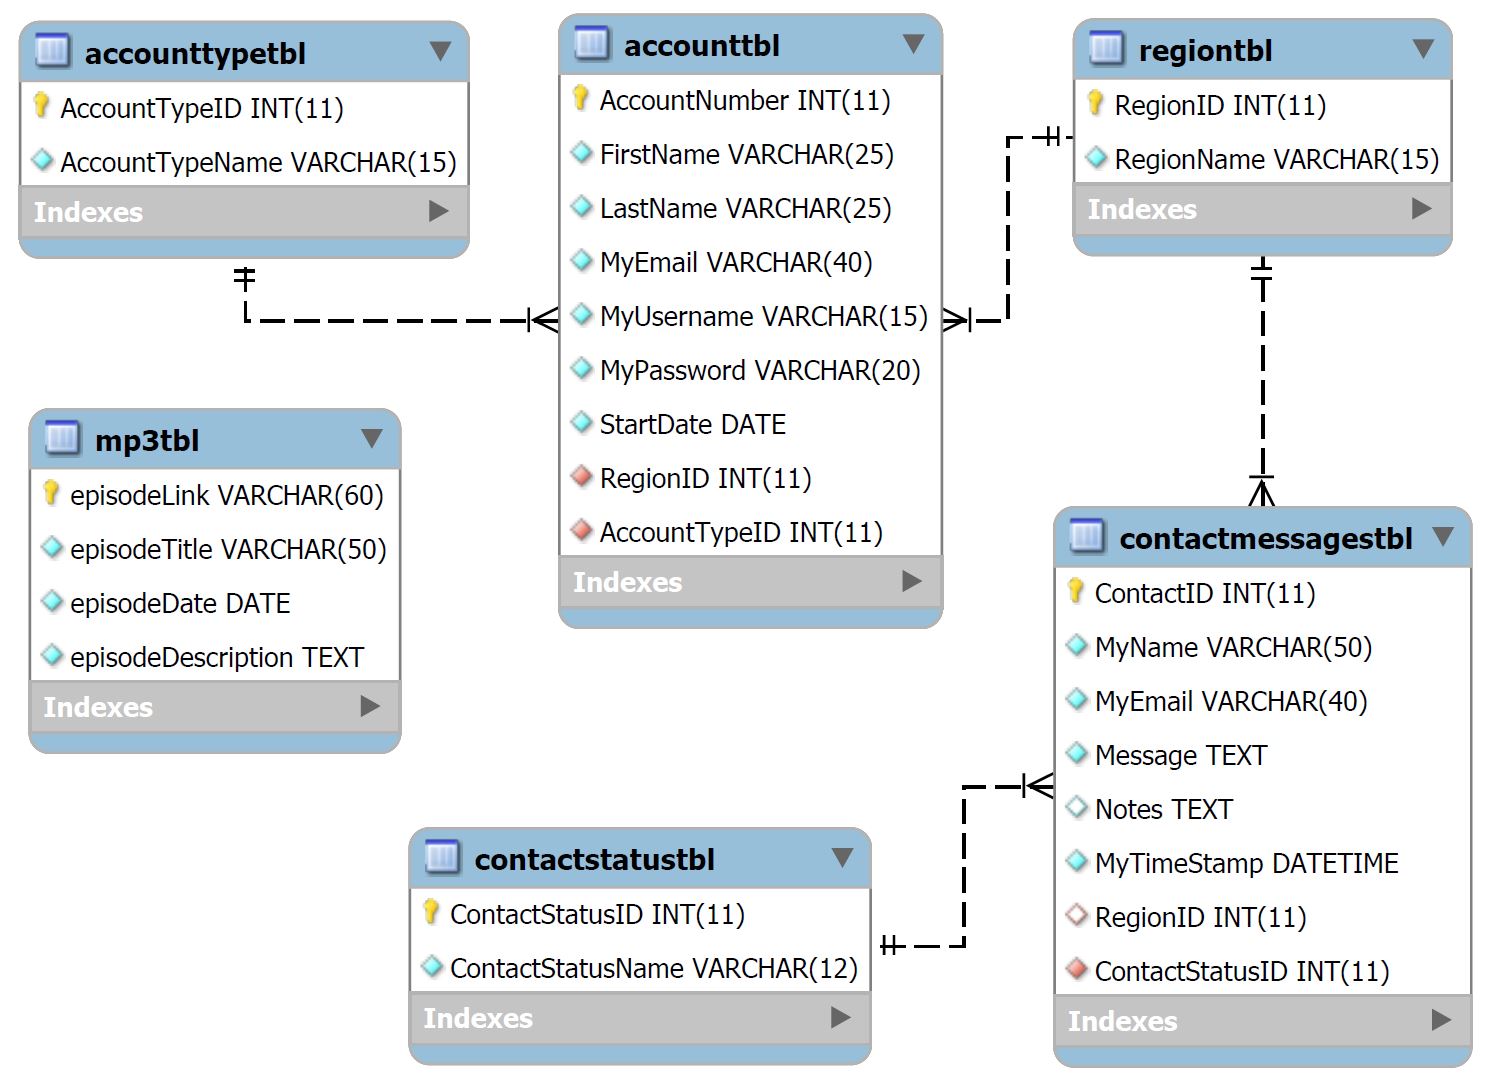 accounttypetbl
AccountTypeID INT(11)
AccountTypeName VARCHAR(15)
Indexes
accounttbl
AccountNumber INT(11)
FirstName VARCHAR(25)
LastName VARCHAR(25)
MyEmail VARCHAR(40)
MyUsername VARCHAR(15)
MyPassword VARCHAR(20)
StartDate DATE
RegionID INT(11)
AccountTypeID INT(11)
Indexes
regiontbl
RegionID INT(11)
RegionName VARCHAR(15)
Indexes
mp3tbl
episodeLink VARCHAR(60)
episodeTitle VARCHAR(50)
episodeDate DATE
episodeDescription TEXT
Indexes
contactmessagestbl
ContactID INT(11)
MyName VARCHAR(50)
MyEmail VARCHAR(40)
Message TEXT
Notes TEXT
MyTimeStamp DATETIME
RegionID INT(11)
ContactStatusID INT(11)
Indexes
contactstatustbl
ContactStatusID INT(11)
ContactStatusName VARCHAR(12)
Indexes